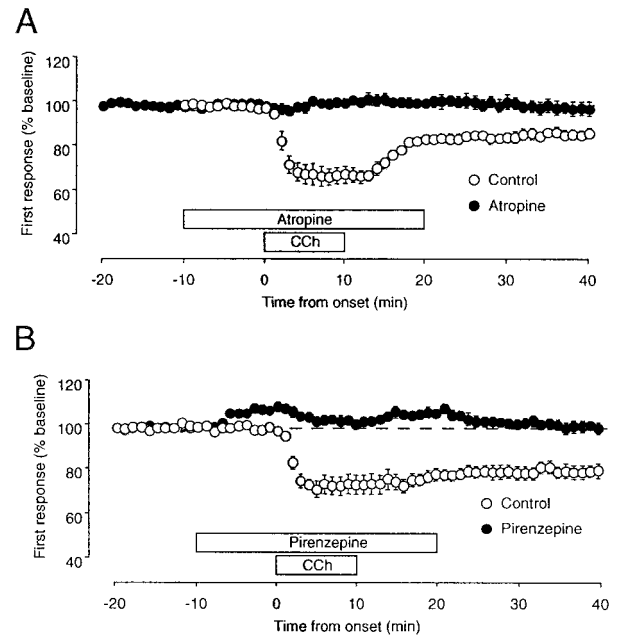 A
120
100
80
60
40
First response (% baseline)
Control
Atropine
Atropine
CCh
-20 -10 0 10 20 30 40
Time from onset (min)
B
120
100
80
60
40
First response (% baseline)
Control
Pirenzepine
Pirenzepine
CCh
-20 -10 0 10 20 30 40
Time from onset (min)